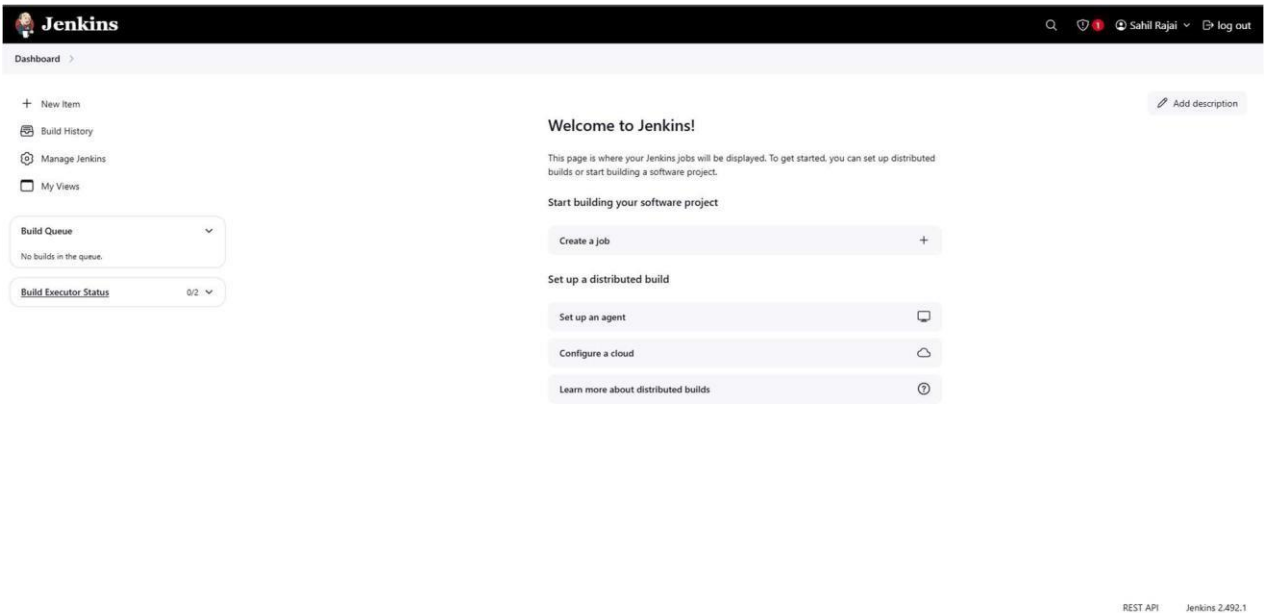 Jenkins
1
Sahil Rajai
log out
Dashboard
New Item
Build History
Manage Jenkins
My Views
Build Queue
No builds in the queue.
Build Executor Status 0/2
Add description
Welcome to Jenkins!
This page is where your Jenkins jobs will be displayed. To get started, you can set up distributed
builds or start building a software project.
Start building your software project
Create a job
Set up a distributed build
Set up an agent
Configure a cloud
Learn more about distributed builds
REST API
Jenkins 2.492.1